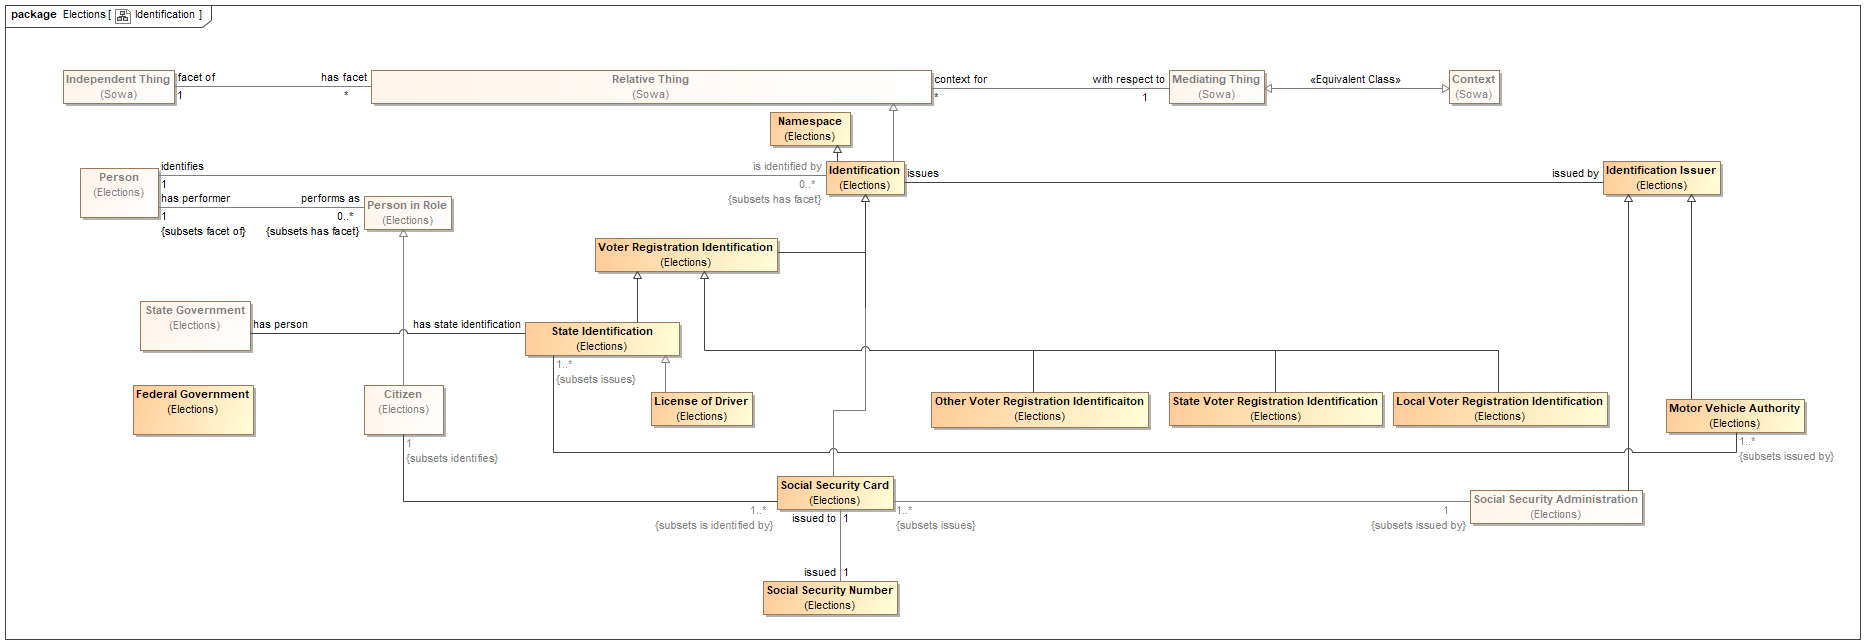 package Elections [ Identification ]
Independent Thing
(Sowa)
facet of
1
has facet
*
Relative Thing
(Sowa)
context for
*
with respect to
1
Mediating Thing
(Sowa)
«Equivalent Class»
Context
(Sowa)
Namespace
(Elections)
Person
(Elections)
identifies
1
is identified by
0..*
{subsets has facet}
Identification
(Elections)
issues
issued by
Identification Issuer
(Elections)
has performer
1
{subsets facet of}
performs as
0..*
{subsets has facet}
Person in Role
(Elections)
Voter Registration Identification
(Elections)
State Government
(Elections)
has person
has state identification
State Identification
(Elections)
1..*
{subsets issues}
Federal Government
(Elections)
Citizen
(Elections)
1
{subsets identifies}
License of Driver
(Elections)
Other Voter Registration Identificaiton
(Elections)
State Voter Registration Identification
(Elections)
Local Voter Registration Identification
(Elections)
Motor Vehicle Authority
(Elections)
1..*
{subsets issued by}
Social Security Card
(Elections)
1..*
{subsets is identified by}
issued to
1
1..*
{subsets issues}
1
{subsets issued by}
Social Security Administration
(Elections)
issued
1
Social Security Number
(Elections)